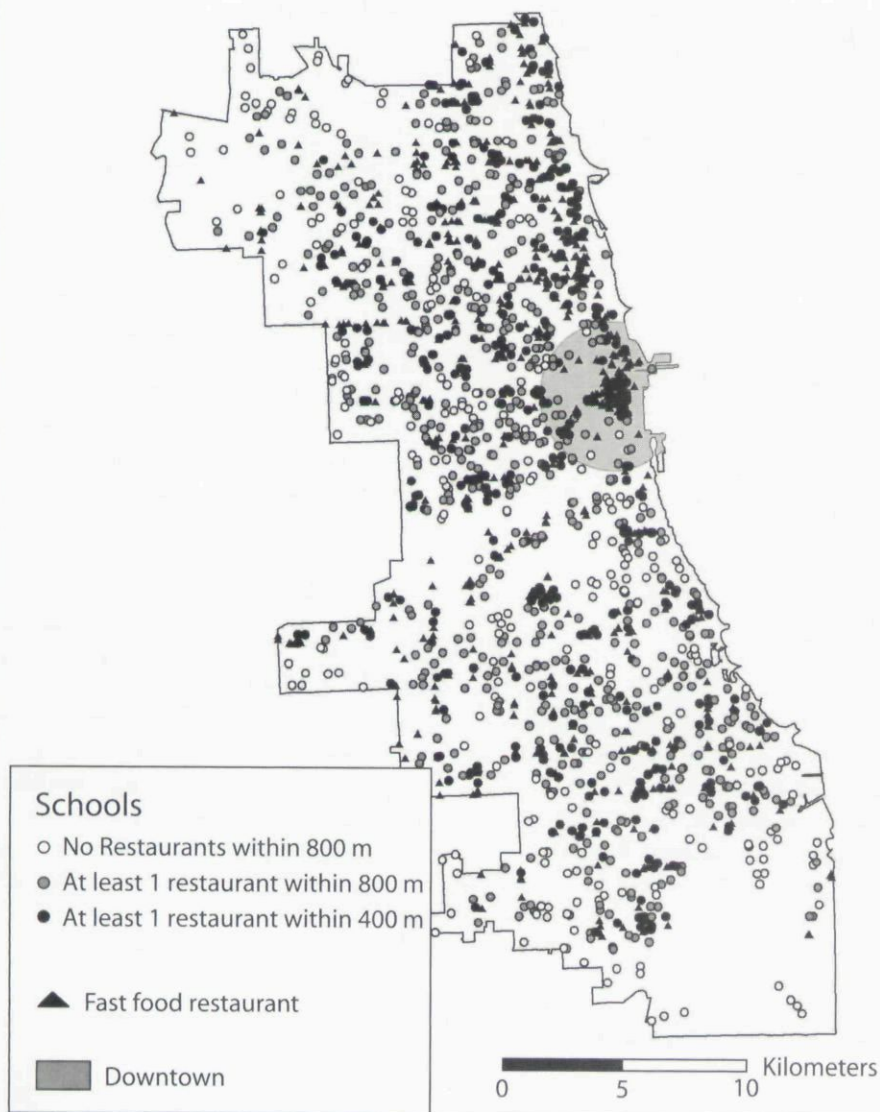 Schools
No Restaurants within 800 m
At least 1 restaurant within 800 m
At least 1 restaurant within 400 m
Fast food restaurant
Downtown
Kilometers
0 5 10